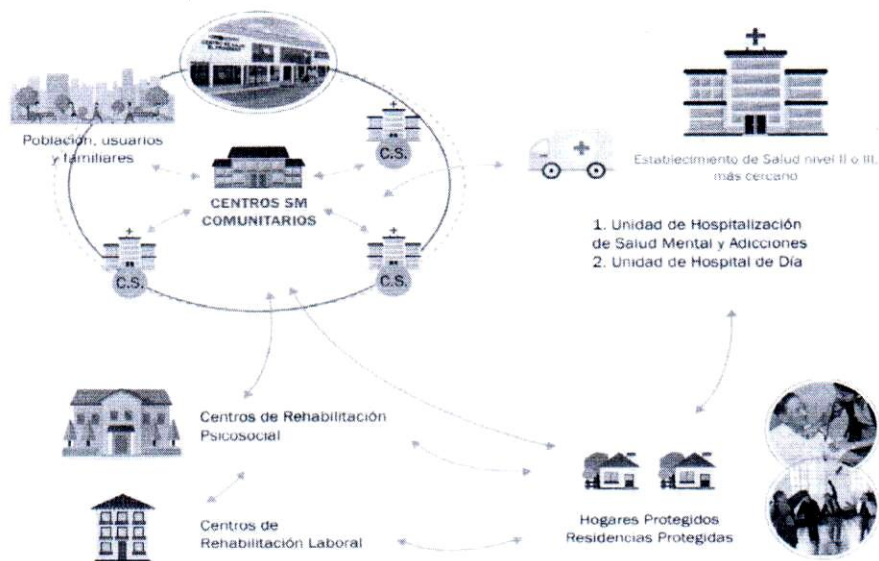 Población, usuarios
y familiares
C.S.
CENTROS SM
COMUNITARIOS
C.S.
C.S.
Establecimiento de Salud nivel II o III,
más cercano
1. Unidad de Hospitalización
de Salud Mental y Adicciones
2. Unidad de Hospital de Día
Centros de Rehabilitación
Psicosocial
Centros de
Rehabilitación Laboral
Hogares Protegidos
Residencias Protegidas